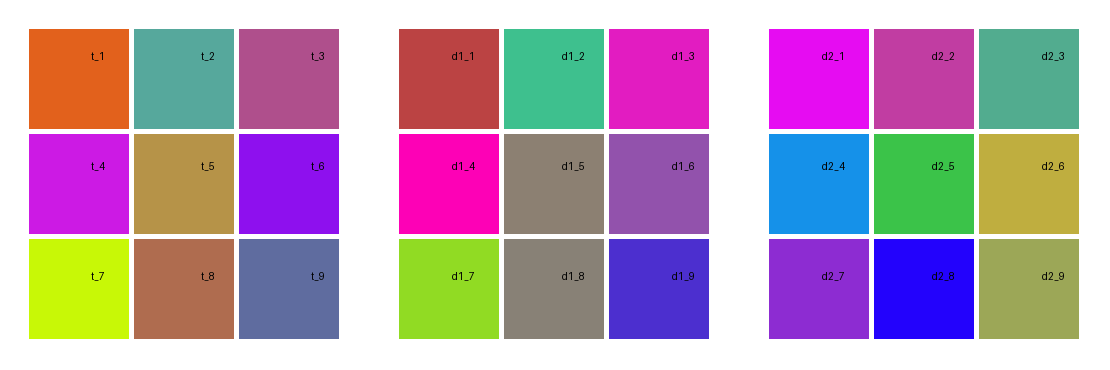 t_1 t_2 t_3 d1_1 d1_2 d1_3 d2_1 d2_2 d2_3
t_4 t_5 t_6 d1_4 d1_5 d1_6 d2_4 d2_5 d2_6
t_7 t_8 t_9 d1_7 d1_8 d1_9 d2_7 d2_8 d2_9